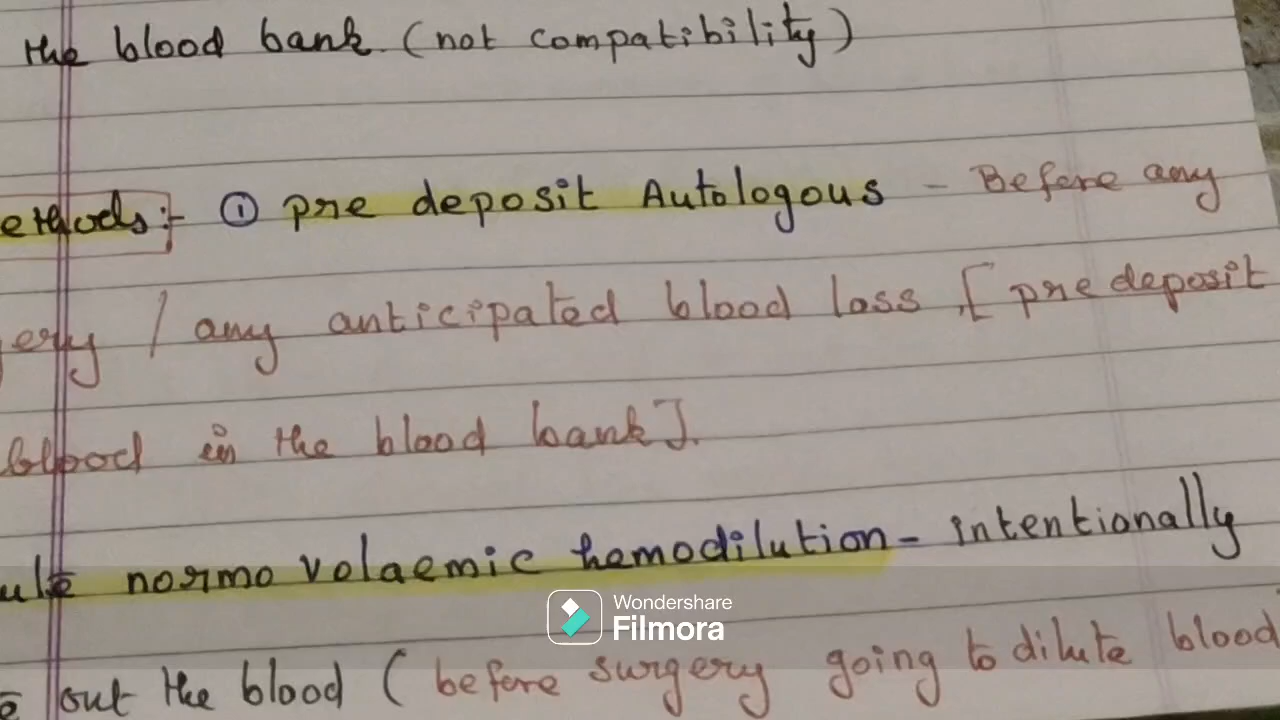 the blood bank (not compatibility)
ethods:- ① pre deposit Autologous - Before any
ery / any anticipated blood loss, [pre deposit
blood in the blood bank].
ute normo volaemic hemodilution - intentionally
Wondershare
Filmora
e out the blood (before surgery going to dilute blood